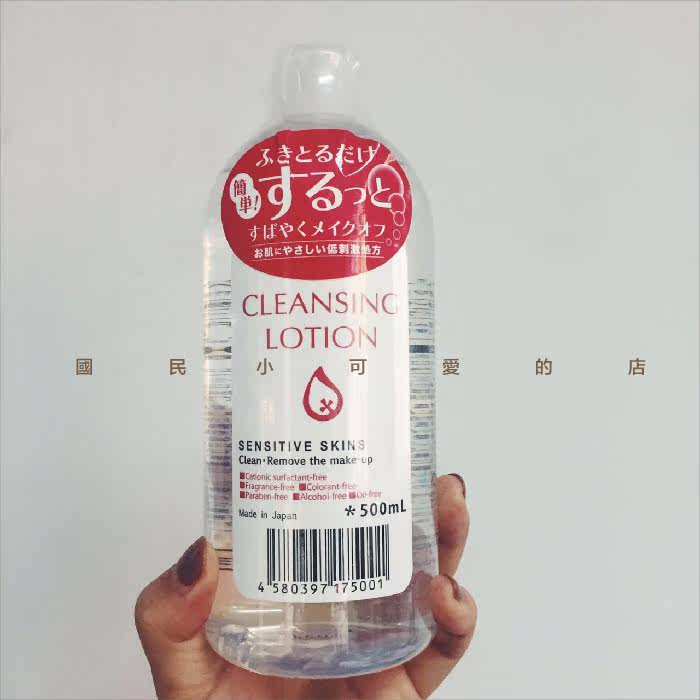 ふきとるだけ
簡単!
するっと
すばやくメイクオフ
お肌にやさしい低刺激処方
CLEANSING
LOTION
國民小可愛的店
SENSITIVE SKINS
Clean・Remove the make-up
■Cationic surfactant-free
■Fragrance-free ■Colorant-free
■Paraben-free ■Alcohol-free ■Oil-free
Made in Japan
*500mL
4 580397 175001